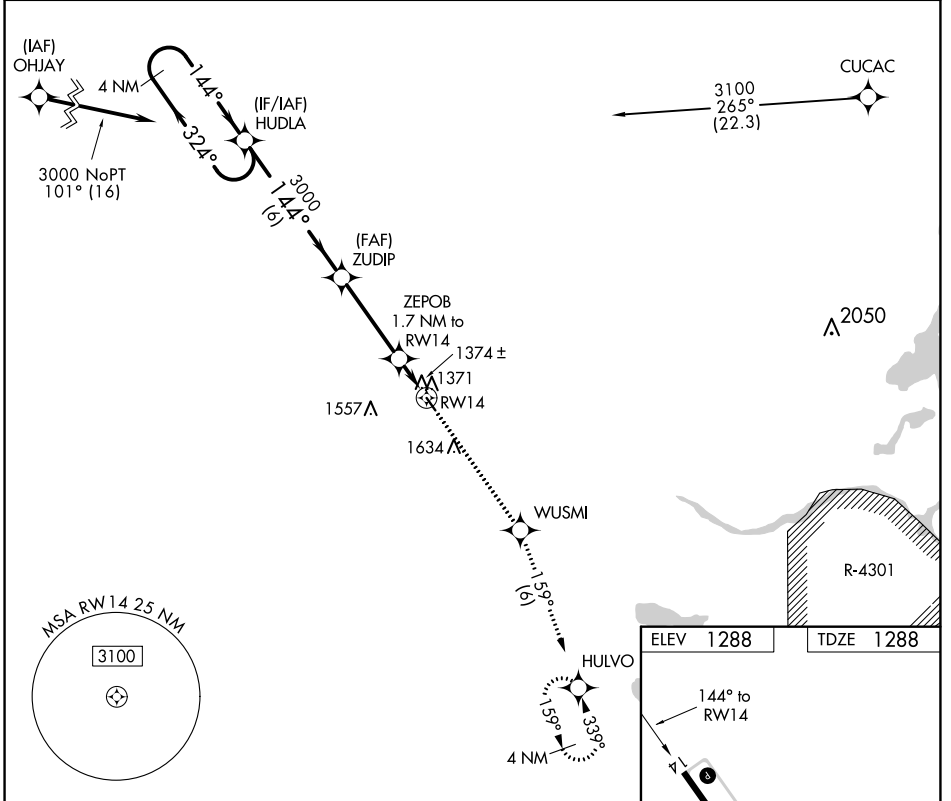 (IAF)
OHJAY
4 NM
144°
324°
(IF/IAF)
HUDLA
3000 NoPT
101° (16)
3000
144°
(6)
CUCAC
3100
265°
(22.3)
(FAF)
ZUDIP
ZEPOB
1.7 NM to
RW14
1374 ±
1371
RW14
1557
1634
2050
WUSMI
159°
(6)
R-4301
HULVO
159°
339°
4 NM
MSA RW14 25 NM
3100
ELEV 1288
TDZE 1288
144° to
RW14
14
P